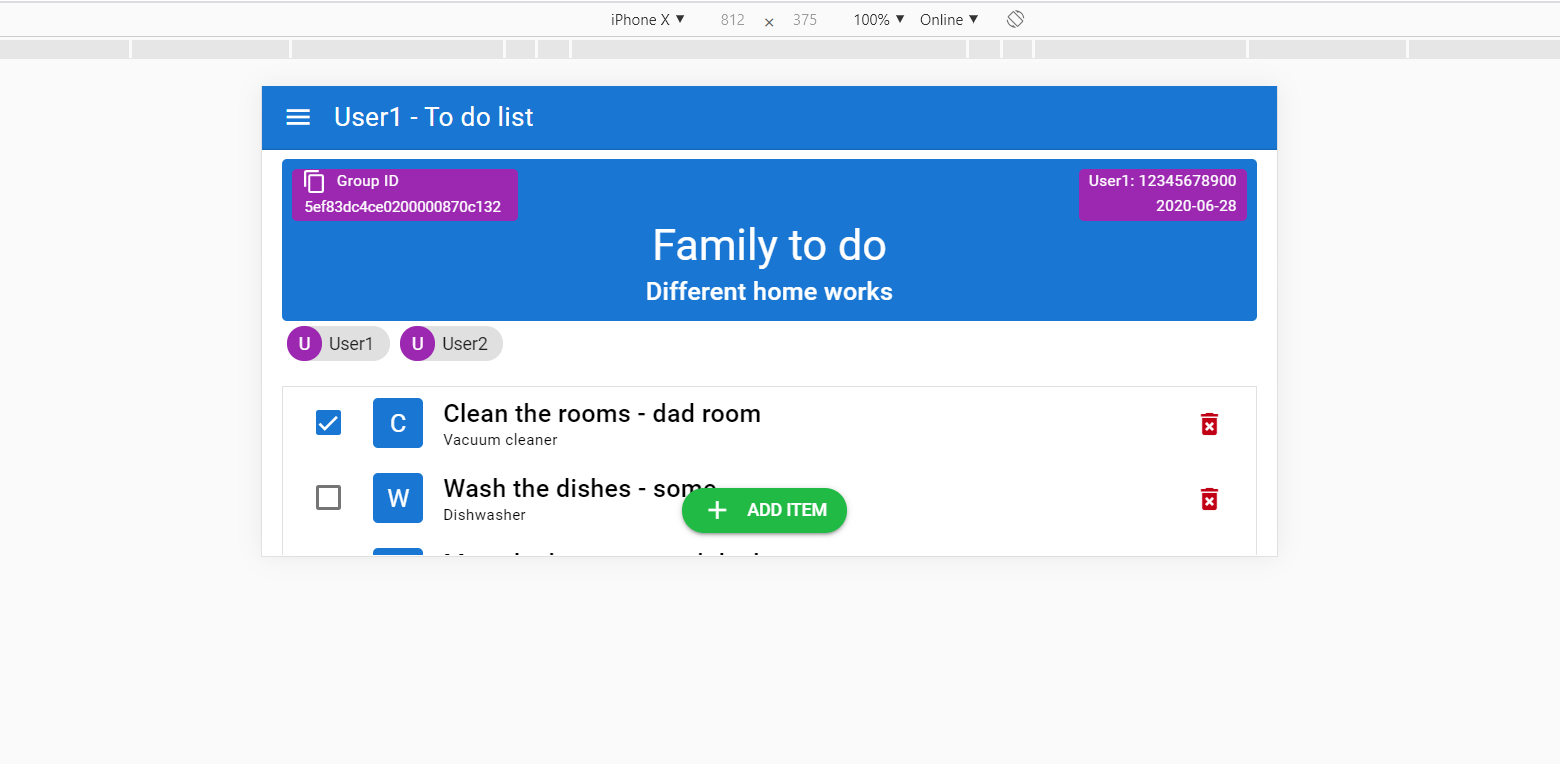 iPhone X ▼ 812 × 375 100% ▼ Online ▼
User1 - To do list
Group ID
5ef83dc4ce0200000870c132
User1: 12345678900
2020-06-28
Family to do
Different home works
U User1 U User2
C Clean the rooms - dad room
Vacuum cleaner
W Wash the dishes - some
Dishwasher
+ ADD ITEM